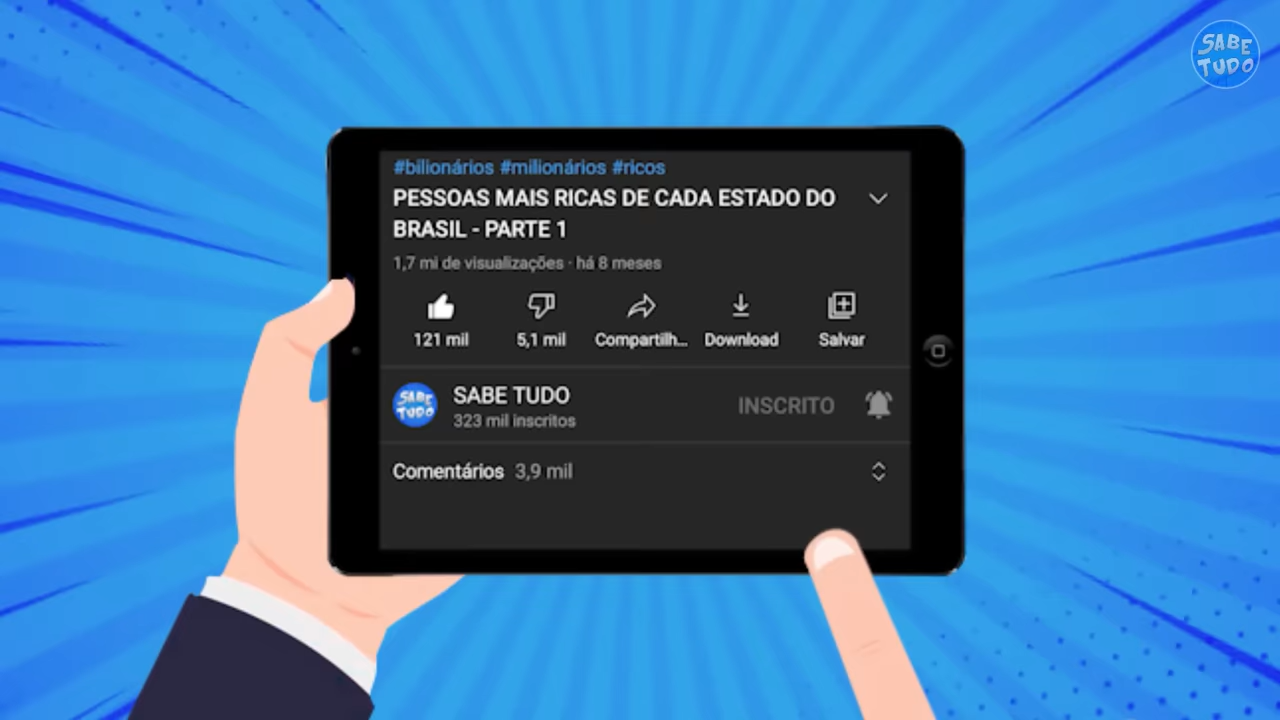 SABE
TUDO
#bilionários #milionários #ricos
PESSOAS MAIS RICAS DE CADA ESTADO DO
BRASIL - PARTE 1
1,7 mi de visualizações · há 8 meses
121 mil 5,1 mil Compartilh... Download Salvar
SABE
TUDO
SABE TUDO
323 mil inscritos
INSCRITO
Comentários 3,9 mil